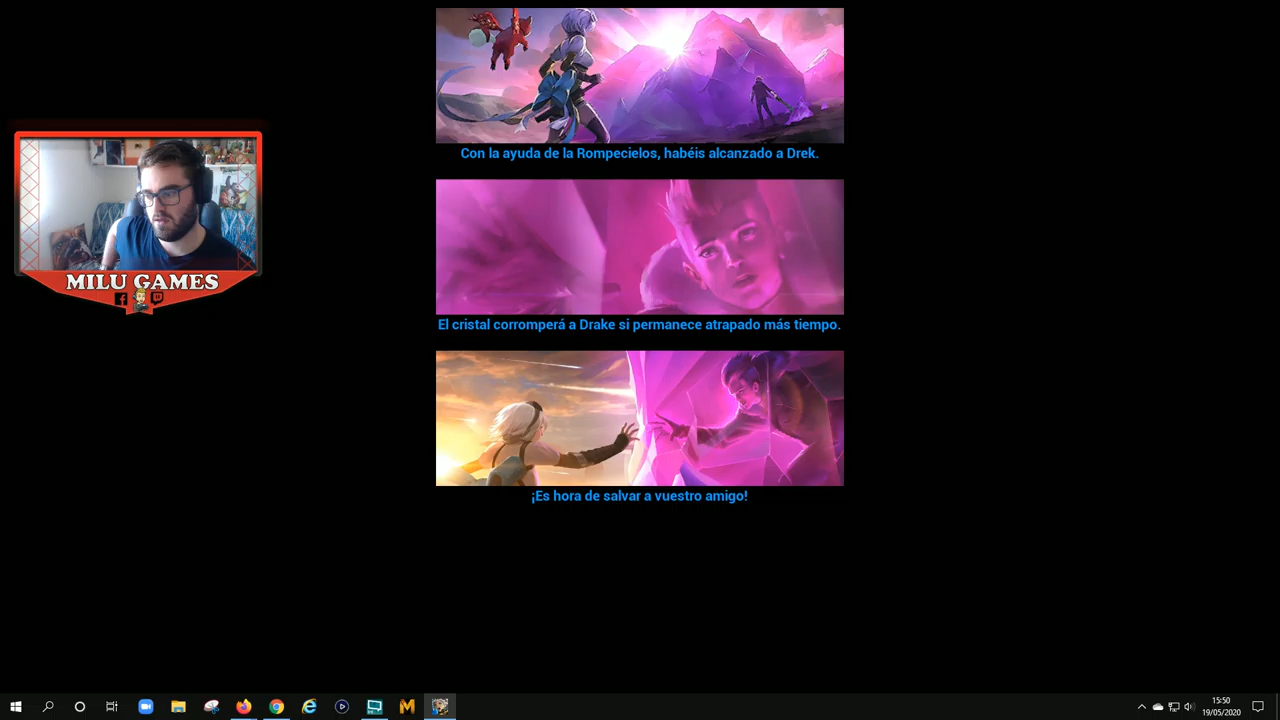 Con la ayuda de la Rompecielos, habéis alcanzado a Drek.
MILU GAMES
El cristal corromperá a Drake si permanece atrapado más tiempo.
¡Es hora de salvar a vuestro amigo!
15:50
19/05/2020